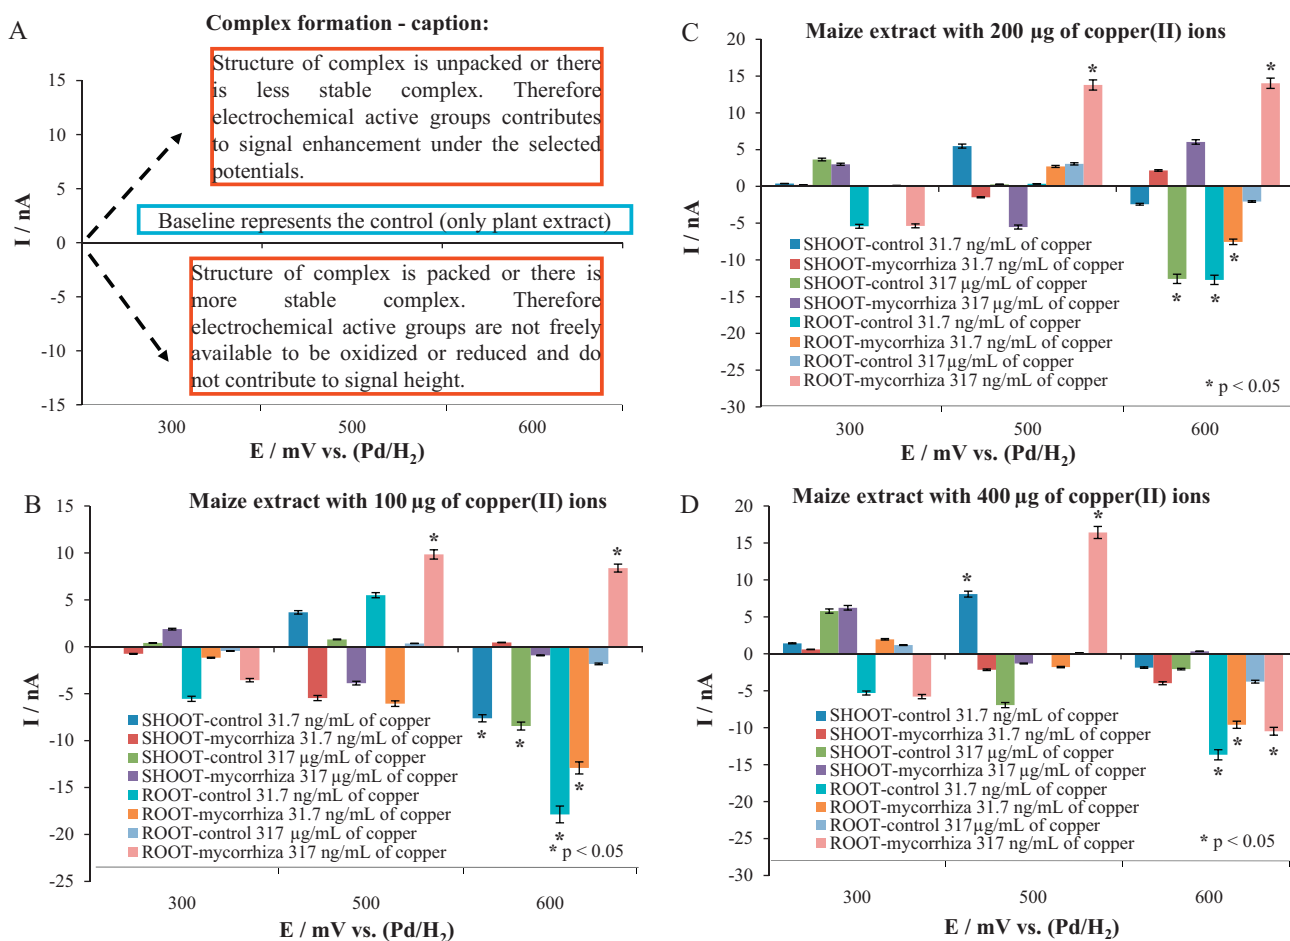 A
Complex formation - caption:
Structure of complex is unpacked or there
is less stable complex. Therefore
electrochemical active groups contributes
to signal enhancement under the selected
potentials.
Baseline represents the control (only plant extract)
Structure of complex is packed or there is
more stable complex. Therefore
electrochemical active groups are not freely
available to be oxidized or reduced and do
not contribute to signal height.
I / nA
15
10
5
0
-5
-10
-15
300 500 600
E / mV vs. (Pd/H₂)
C
Maize extract with 200 µg of copper(II) ions
I / nA
20
15
10
5
0
-5
-10
-15
-20
-25
-30
* *
* * *
SHOOT-control 31.7 ng/mL of copper
SHOOT-mycorrhiza 31.7 ng/mL of copper
SHOOT-control 317 µg/mL of copper
SHOOT-mycorrhiza 317 µg/mL of copper
ROOT-control 31.7 ng/mL of copper
ROOT-mycorrhiza 31.7 ng/mL of copper
ROOT-control 317µg/mL of copper
ROOT-mycorrhiza 317 ng/mL of copper
* p < 0.05
300 500 600
E / mV vs. (Pd/H₂)
B
Maize extract with 100 µg of copper(II) ions
I / nA
15
10
5
0
-5
-10
-15
-20
-25
* *
* * * *
SHOOT-control 31.7 ng/mL of copper
SHOOT-mycorrhiza 31.7 ng/mL of copper
SHOOT-control 317 µg/mL of copper
SHOOT-mycorrhiza 317 µg/mL of copper
ROOT-control 31.7 ng/mL of copper
ROOT-mycorrhiza 31.7 ng/mL of copper
ROOT-control 317 µg/mL of copper
ROOT-mycorrhiza 317 ng/mL of copper
* p < 0.05
300 500 600
E / mV vs. (Pd/H₂)
D
Maize extract with 400 µg of copper(II) ions
I / nA
20
15
10
5
0
-5
-10
-15
-20
-25
-30
* *
* * *
SHOOT-control 31.7 ng/mL of copper
SHOOT-mycorrhiza 31.7 ng/mL of copper
SHOOT-control 317 µg/mL of copper
SHOOT-mycorrhiza 317 µg/mL of copper
ROOT-control 31.7 ng/mL of copper
ROOT-mycorrhiza 31.7 ng/mL of copper
ROOT-control 317µg/mL of copper
ROOT-mycorrhiza 317 ng/mL of copper
* p < 0.05
300 500 600
E / mV vs. (Pd/H₂)